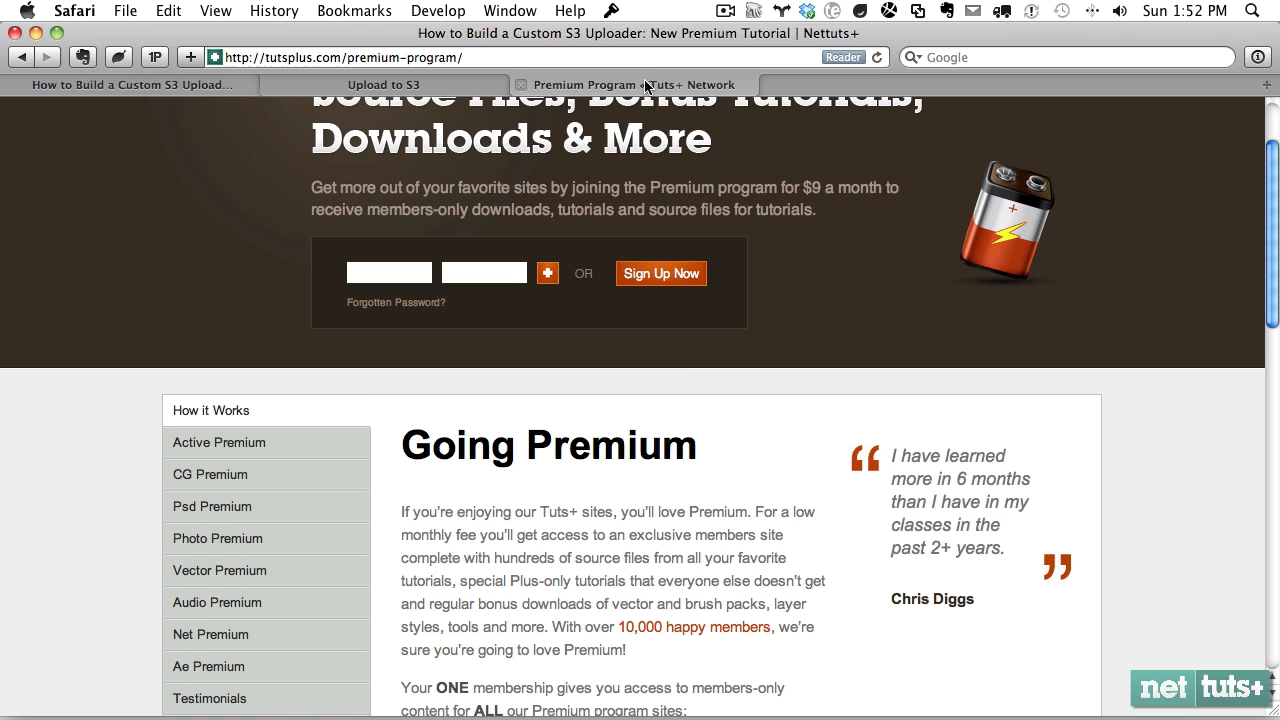 Safari File Edit View History Bookmarks Develop Window Help Sun 1:52 PM
How to Build a Custom S3 Uploader: New Premium Tutorial | Nettuts+
1P + http://tutsplus.com/premium-program/ Reader Google
How to Build a Custom S3 Upload... Upload to S3 Premium Program « Tuts+ Network
Source Files, Bonus Tutorials,
Downloads & More
Get more out of your favorite sites by joining the Premium program for $9 a month to
receive members-only downloads, tutorials and source files for tutorials.
OR Sign Up Now
Forgotten Password?
How it Works
Active Premium
CG Premium
Psd Premium
Photo Premium
Vector Premium
Audio Premium
Net Premium
Ae Premium
Testimonials
Going Premium
If you're enjoying our Tuts+ sites, you'll love Premium. For a low
monthly fee you'll get access to an exclusive members site
complete with hundreds of source files from all your favorite
tutorials, special Plus-only tutorials that everyone else doesn't get
and regular bonus downloads of vector and brush packs, layer
styles, tools and more. With over 10,000 happy members, we're
sure you're going to love Premium!
Your ONE membership gives you access to members-only
content for ALL our Premium program sites:
“ I have learned
more in 6 months
than I have in my
classes in the
past 2+ years. ”
Chris Diggs
net tuts+